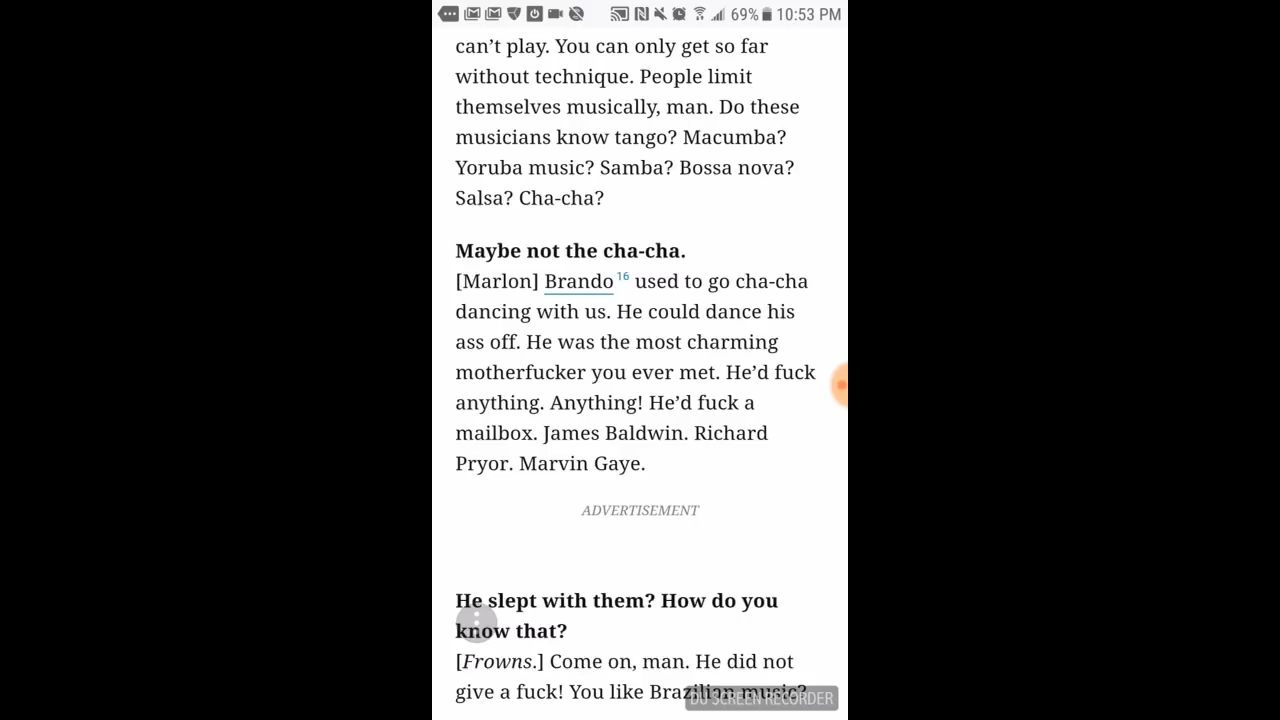 69% 10:53 PM
can’t play. You can only get so far
without technique. People limit
themselves musically, man. Do these
musicians know tango? Macumba?
Yoruba music? Samba? Bossa nova?
Salsa? Cha-cha?
Maybe not the cha-cha.
[Marlon] Brando 16 used to go cha-cha
dancing with us. He could dance his
ass off. He was the most charming
motherfucker you ever met. He’d fuck
anything. Anything! He’d fuck a
mailbox. James Baldwin. Richard
Pryor. Marvin Gaye.
ADVERTISEMENT
He slept with them? How do you
know that?
[Frowns.] Come on, man. He did not
give a fuck! You like Brazilian music?
DU SCREEN RECORDER